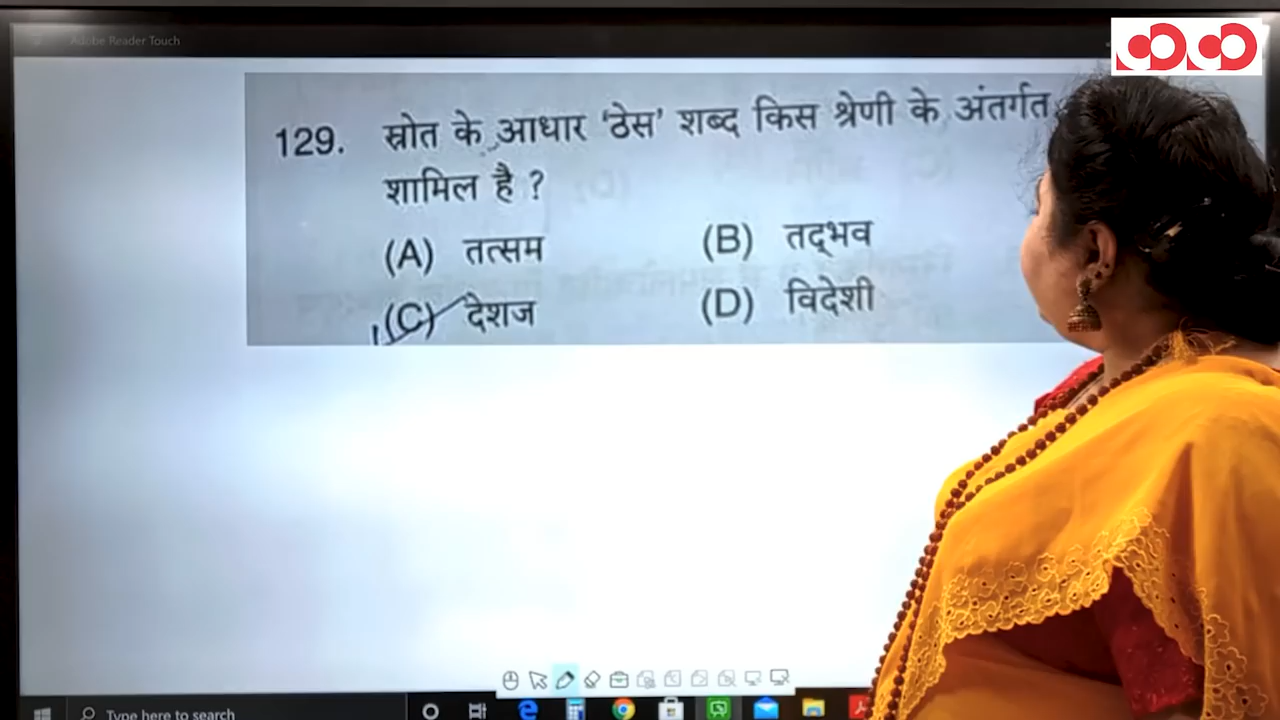 Adobe Reader Touch
129. स्रोत के आधार 'ठेस' शब्द किस श्रेणी के अंतर्गत
शामिल है ?
(A) तत्सम (B) तद्‌भव
(C) देशज (D) विदेशी
Type here to search